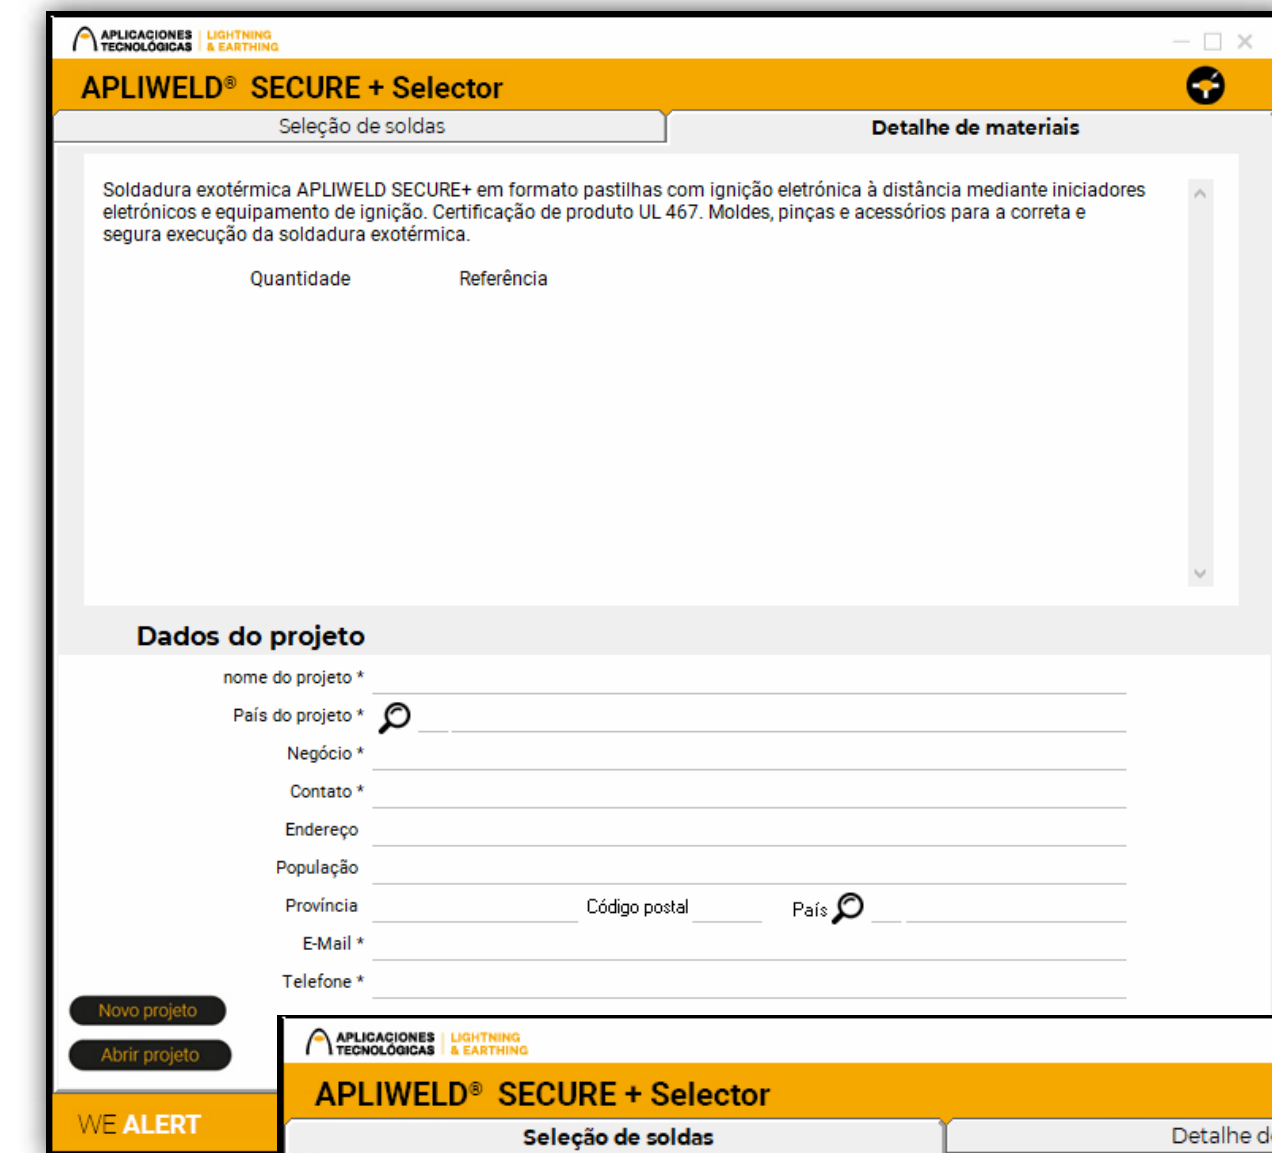 APLICACIONES TECNOLÓGICAS LIGHTNING & EARTHING
APLIWELD® SECURE + Selector
Seleção de soldas Detalhe de materiais
Soldadura exotérmica APLIWELD SECURE+ em formato pastilhas com ignição eletrónica à distância mediante iniciadores
eletrónicos e equipamento de ignição. Certificação de produto UL 467. Moldes, pinças e acessórios para a correta e
segura execução da soldadura exotérmica.
Quantidade Referência
Dados do projeto
nome do projeto *
País do projeto *
Negócio *
Contato *
Endereço
População
Província Código postal País
E-Mail *
Telefone *
Novo projeto
Abrir projeto
WE ALERT
APLICACIONES TECNOLÓGICAS LIGHTNING & EARTHING
APLIWELD® SECURE + Selector
Seleção de soldas Detalhe d